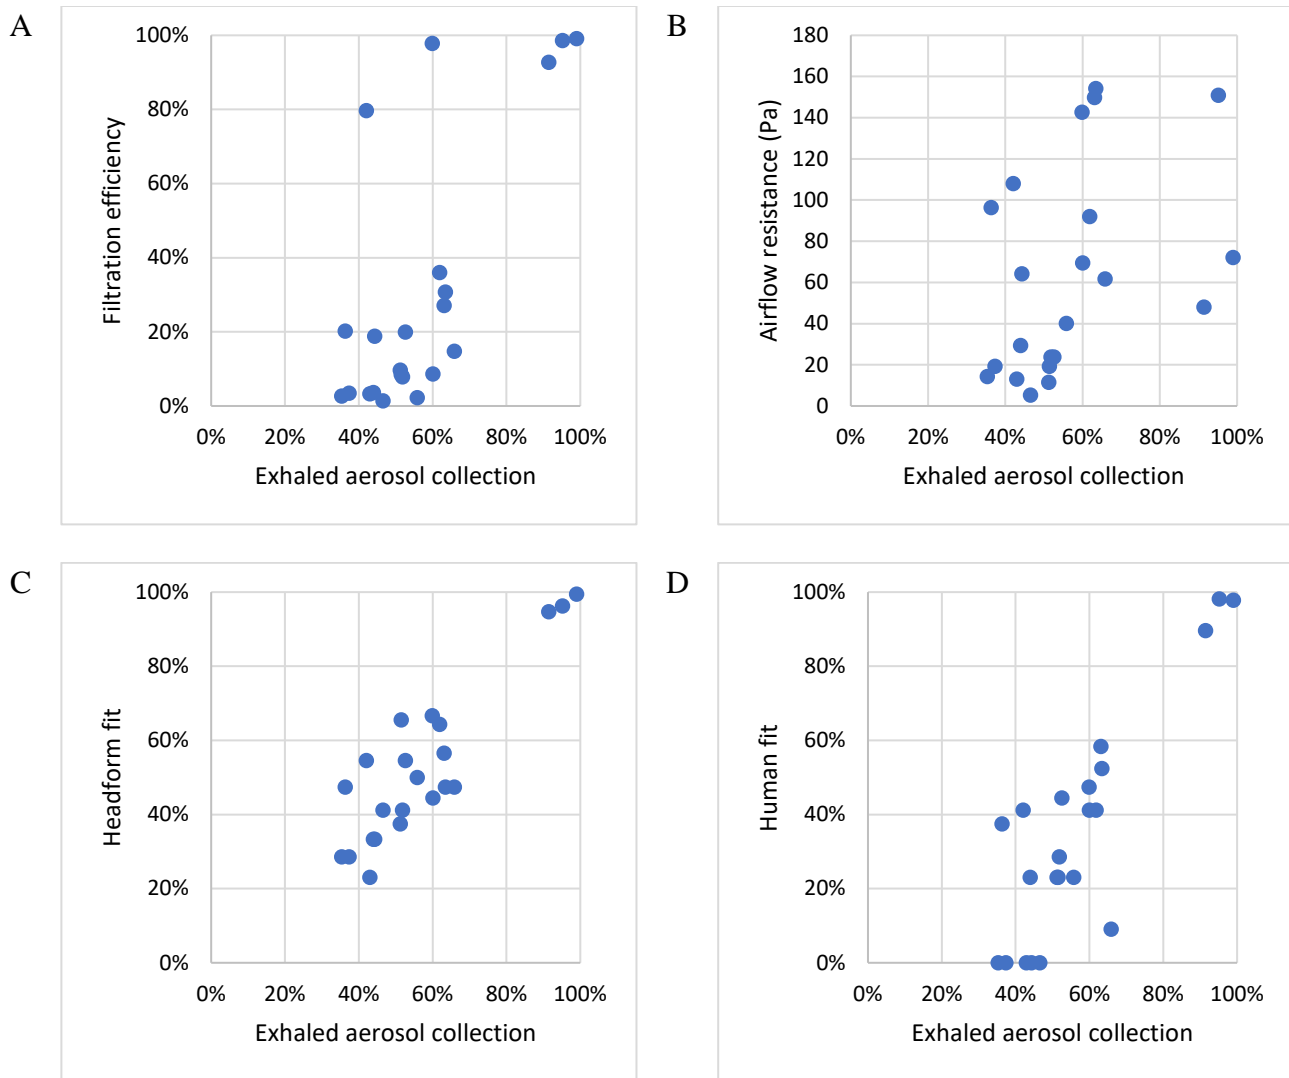 A
100%
80%
60%
40%
20%
0%
Filtration efficiency
0% 20% 40% 60% 80% 100%
Exhaled aerosol collection
B
180
160
140
120
100
80
60
40
20
0
Airflow resistance (Pa)
0% 20% 40% 60% 80% 100%
Exhaled aerosol collection
C
100%
80%
60%
40%
20%
0%
Headform fit
0% 20% 40% 60% 80% 100%
Exhaled aerosol collection
D
100%
80%
60%
40%
20%
0%
Human fit
0% 20% 40% 60% 80% 100%
Exhaled aerosol collection